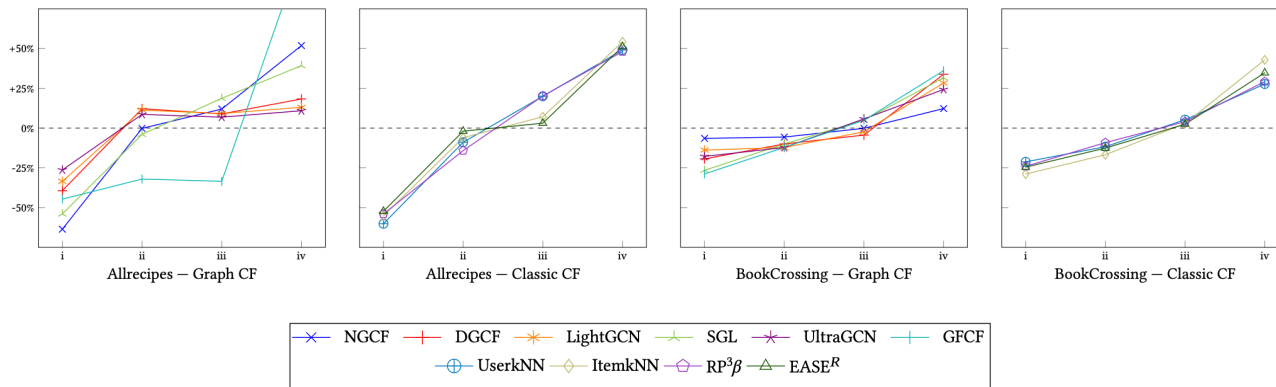 +50%
+25%
0%
-25%
-50%
i ii iii iv
Allrecipes — Graph CF
i ii iii iv
Allrecipes — Classic CF
i ii iii iv
BookCrossing — Graph CF
i ii iii iv
BookCrossing — Classic CF
NGCF DGCF LightGCN SGL UltraGCN GFCF
UserkNN ItemkNN RP³β EASEᴿ